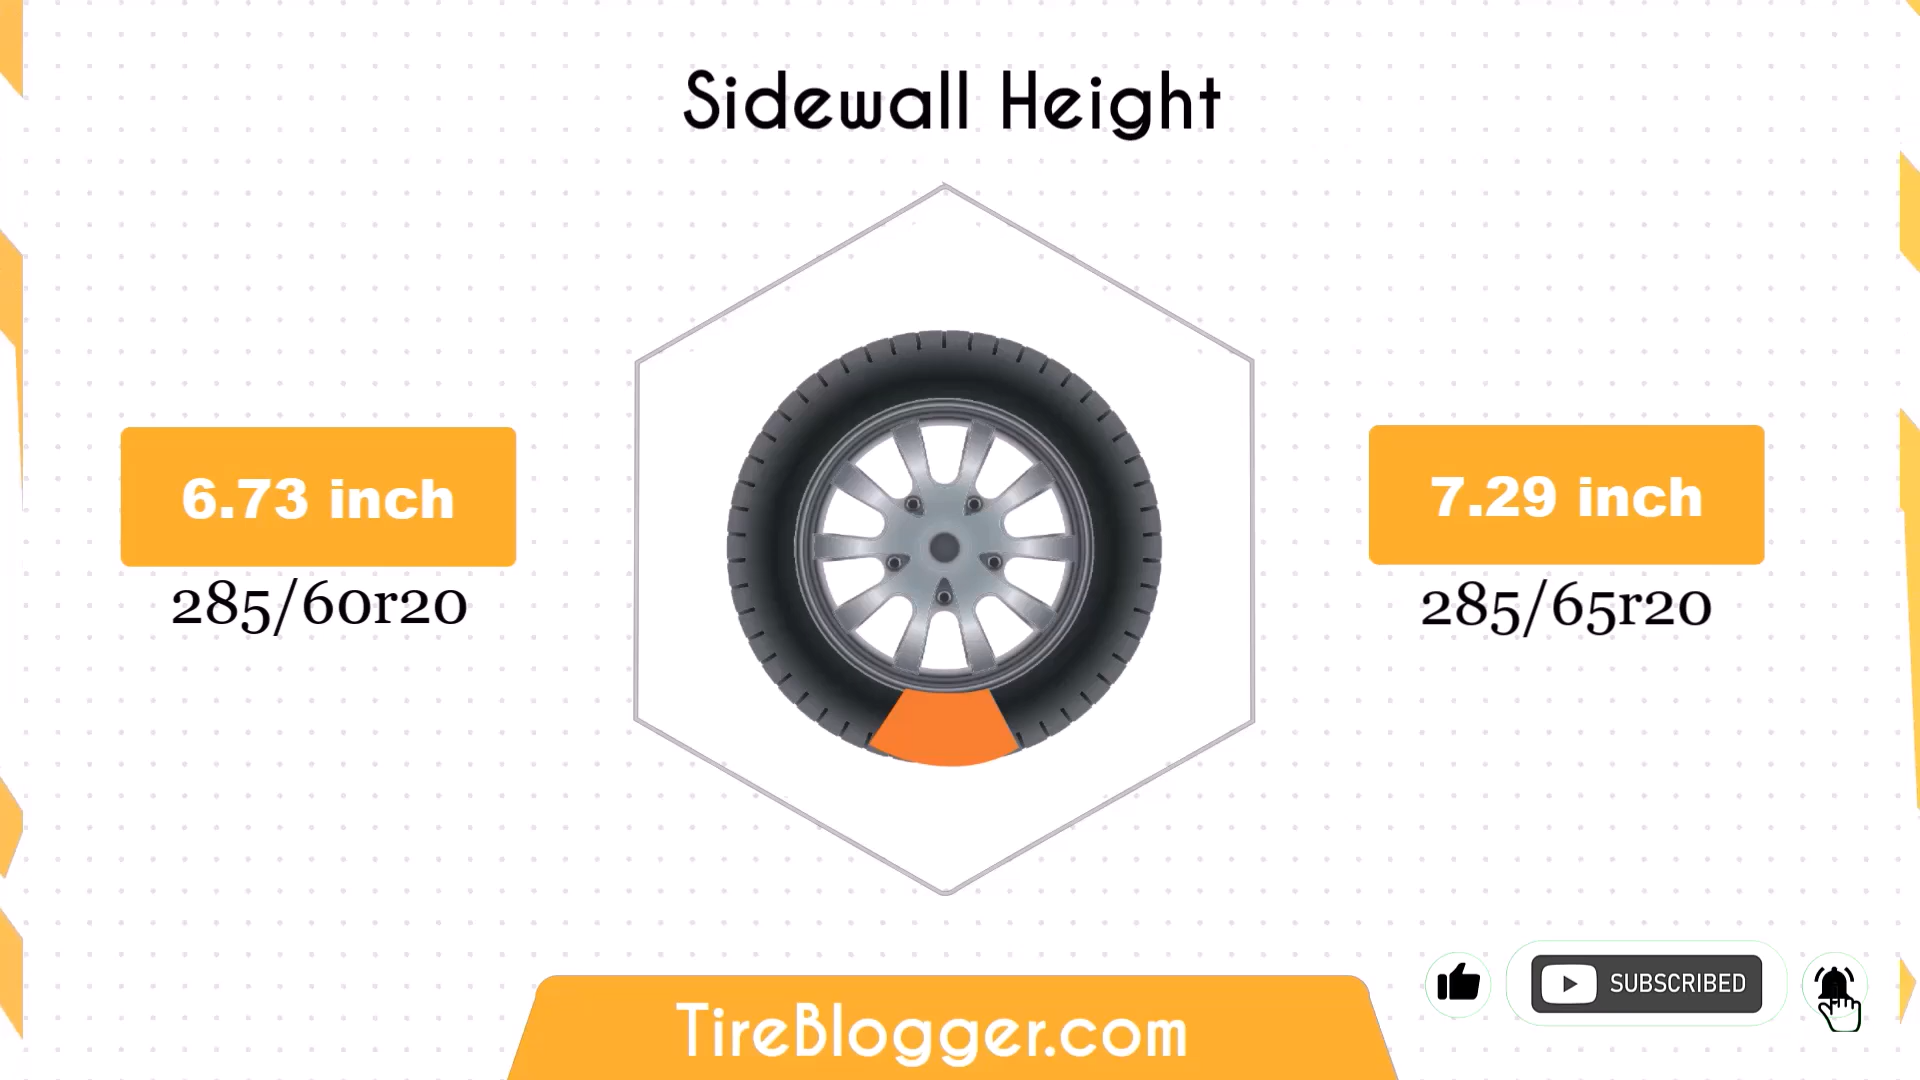 Sidewall Height
6.73 inch
285/60r20
7.29 inch
285/65r20
SUBSCRIBED
TireBlogger.com